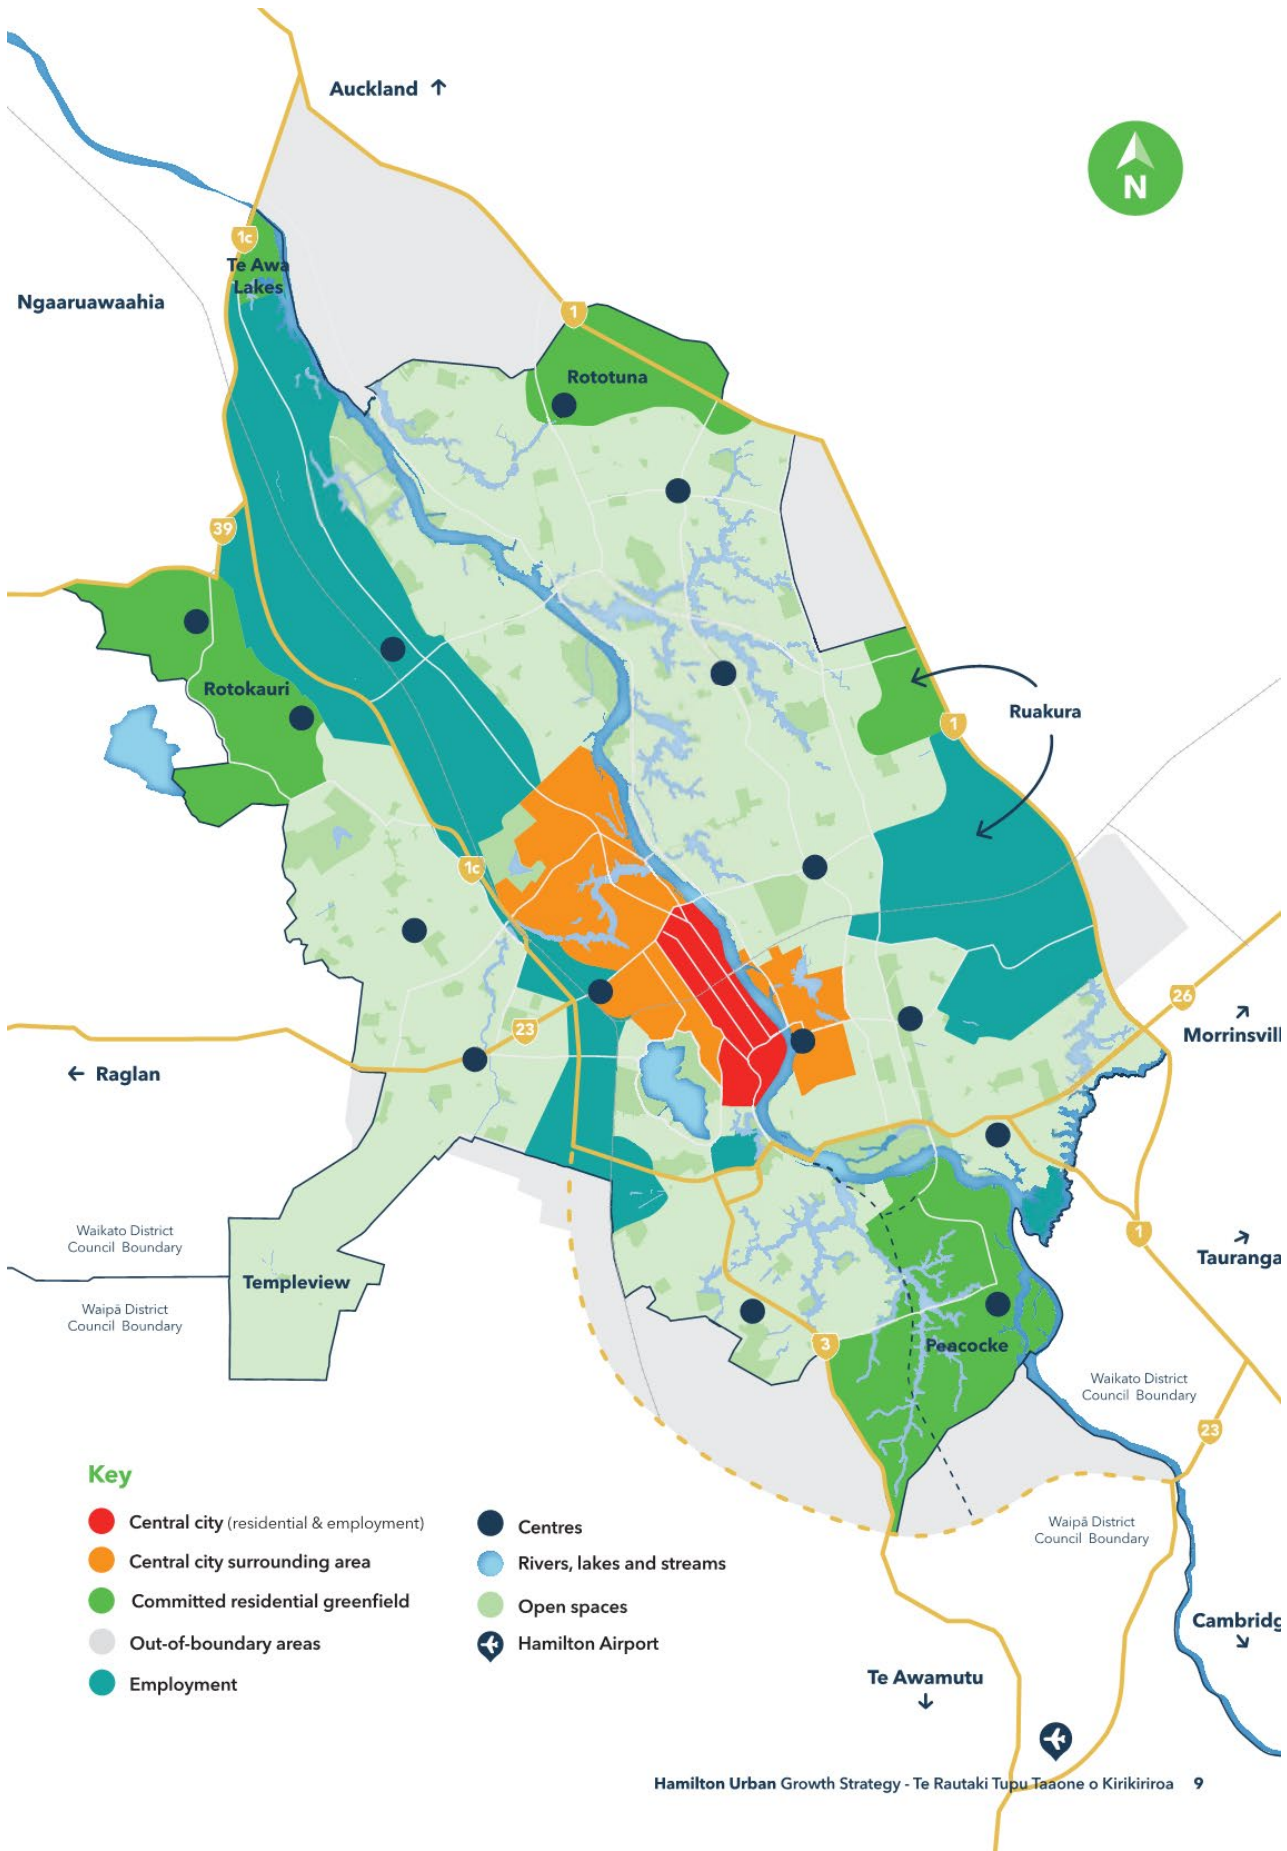 Auckland ↑
N
1c
Te Awa
Lakes
Ngaaruawaahia
1
Rototuna
39
Rotokauri
Ruakura
1
1c
26
Morrinsvill
23
← Raglan
Waikato District
Council Boundary
1
Tauranga
Templeview
Waipā District
Council Boundary
3
Peacocke
Waikato District
Council Boundary
23
Key
Central city (residential & employment)
Central city surrounding area
Committed residential greenfield
Out-of-boundary areas
Employment
Centres
Rivers, lakes and streams
Open spaces
Hamilton Airport
Waipā District
Council Boundary
Cambridg
Te Awamutu
Hamilton Urban Growth Strategy - Te Rautaki Tupu Taaone o Kirikiriroa 9